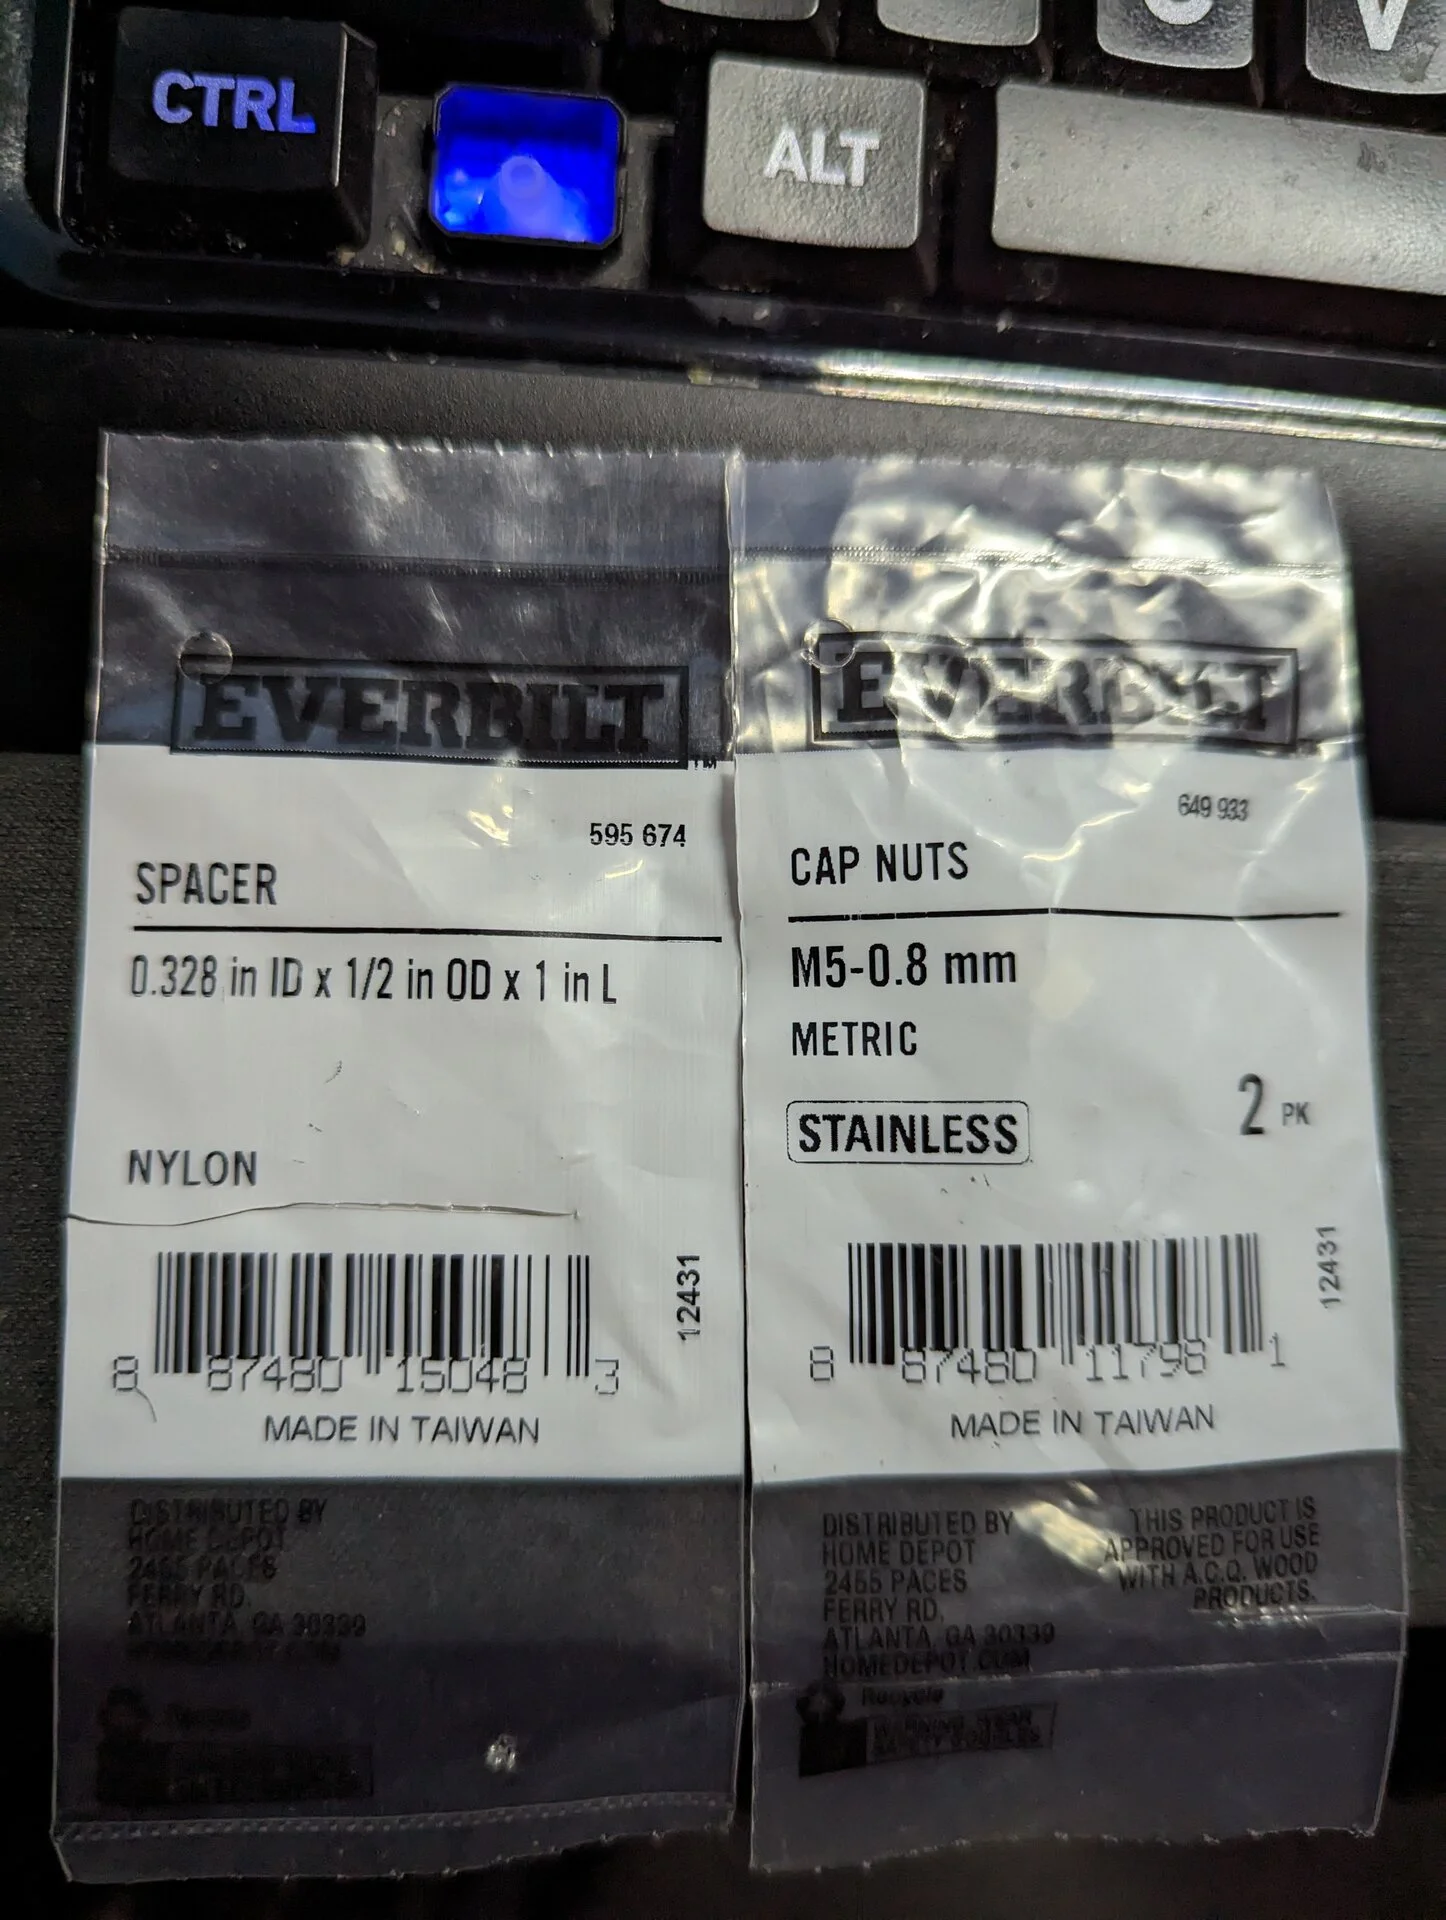 CTRL
ALT
C
V
EVERBILT™
595 674
SPACER
0.328 in ID x 1/2 in OD x 1 in L
NYLON
12431
8 87480 15048 3
MADE IN TAIWAN
DISTRIBUTED BY
HOME DEPOT
2455 PACES
FERRY RD.
ATLANTA, GA 30339
EVERBILT
649 933
CAP NUTS
M5-0.8 mm
METRIC
STAINLESS
2 PK
12431
8 87480 11798 1
MADE IN TAIWAN
DISTRIBUTED BY
HOME DEPOT
2455 PACES
FERRY RD,
ATLANTA, GA 30339
HOMEDEPOT.COM
THIS PRODUCT IS
APPROVED FOR USE
WITH A.C.Q. WOOD
PRODUCTS.
Recycle